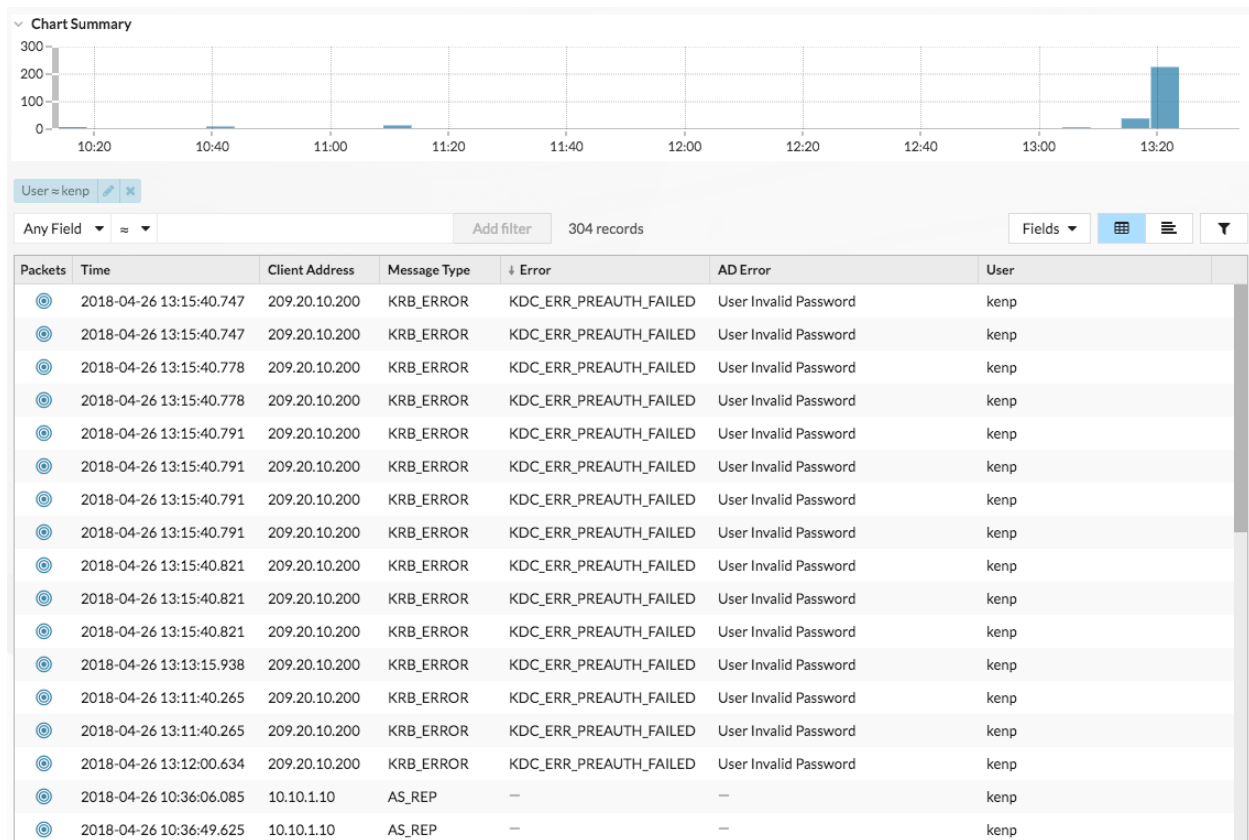 Chart Summary
300
200
100
0
10:20 10:40 11:00 11:20 11:40 12:00 12:20 12:40 13:00 13:20
User ≈ kenp
Any Field ≈ Add filter 304 records Fields
Packets Time Client Address Message Type ↓ Error AD Error User
2018-04-26 13:15:40.747 209.20.10.200 KRB_ERROR KDC_ERR_PREAUTH_FAILED User Invalid Password kenp
2018-04-26 13:15:40.747 209.20.10.200 KRB_ERROR KDC_ERR_PREAUTH_FAILED User Invalid Password kenp
2018-04-26 13:15:40.778 209.20.10.200 KRB_ERROR KDC_ERR_PREAUTH_FAILED User Invalid Password kenp
2018-04-26 13:15:40.778 209.20.10.200 KRB_ERROR KDC_ERR_PREAUTH_FAILED User Invalid Password kenp
2018-04-26 13:15:40.791 209.20.10.200 KRB_ERROR KDC_ERR_PREAUTH_FAILED User Invalid Password kenp
2018-04-26 13:15:40.791 209.20.10.200 KRB_ERROR KDC_ERR_PREAUTH_FAILED User Invalid Password kenp
2018-04-26 13:15:40.791 209.20.10.200 KRB_ERROR KDC_ERR_PREAUTH_FAILED User Invalid Password kenp
2018-04-26 13:15:40.791 209.20.10.200 KRB_ERROR KDC_ERR_PREAUTH_FAILED User Invalid Password kenp
2018-04-26 13:15:40.821 209.20.10.200 KRB_ERROR KDC_ERR_PREAUTH_FAILED User Invalid Password kenp
2018-04-26 13:15:40.821 209.20.10.200 KRB_ERROR KDC_ERR_PREAUTH_FAILED User Invalid Password kenp
2018-04-26 13:15:40.821 209.20.10.200 KRB_ERROR KDC_ERR_PREAUTH_FAILED User Invalid Password kenp
2018-04-26 13:13:15.938 209.20.10.200 KRB_ERROR KDC_ERR_PREAUTH_FAILED User Invalid Password kenp
2018-04-26 13:11:40.265 209.20.10.200 KRB_ERROR KDC_ERR_PREAUTH_FAILED User Invalid Password kenp
2018-04-26 13:11:40.265 209.20.10.200 KRB_ERROR KDC_ERR_PREAUTH_FAILED User Invalid Password kenp
2018-04-26 13:12:00.634 209.20.10.200 KRB_ERROR KDC_ERR_PREAUTH_FAILED User Invalid Password kenp
2018-04-26 10:36:06.085 10.10.1.10 AS_REP — — kenp
2018-04-26 10:36:49.625 10.10.1.10 AS_REP — — kenp